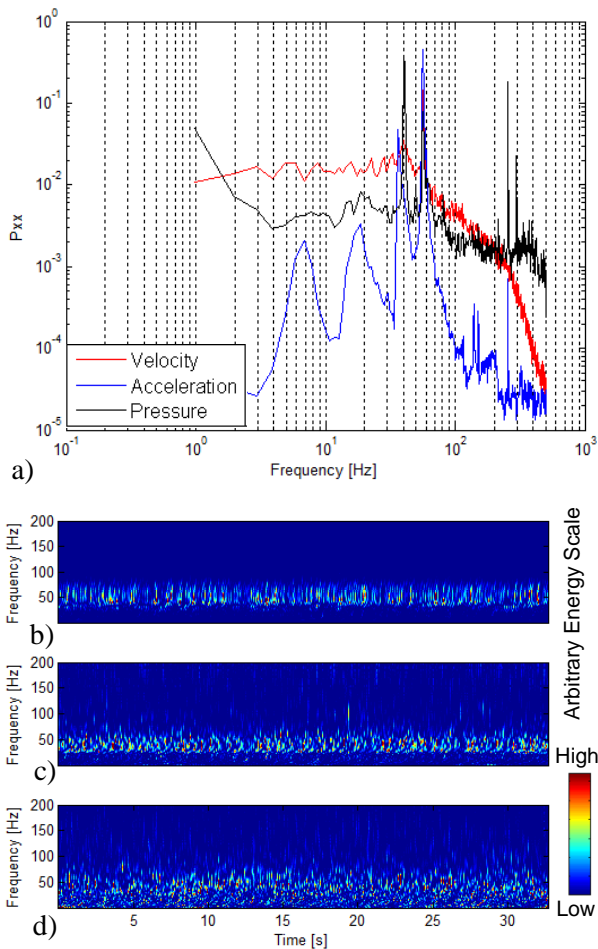 10^0
10^-1
10^-2
10^-3
10^-4
10^-5
Pxx
Velocity
Acceleration
Pressure
10^-1 10^0 10^1 10^2 10^3
Frequency [Hz]
a)
200
150
100
50
Frequency [Hz]
b)
200
150
100
50
Frequency [Hz]
c)
200
150
100
50
Frequency [Hz]
d)
5 10 15 20 25 30
Time [s]
Arbitrary Energy Scale
High
Low